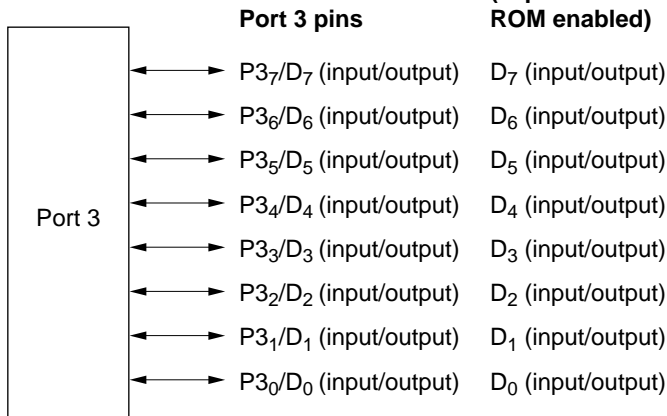 Port 3 pins ROM enabled)
P3₇/D₇ (input/output) D₇ (input/output)
P3₆/D₆ (input/output) D₆ (input/output)
P3₅/D₅ (input/output) D₅ (input/output)
Port 3 P3₄/D₄ (input/output) D₄ (input/output)
P3₃/D₃ (input/output) D₃ (input/output)
P3₂/D₂ (input/output) D₂ (input/output)
P3₁/D₁ (input/output) D₁ (input/output)
P3₀/D₀ (input/output) D₀ (input/output)